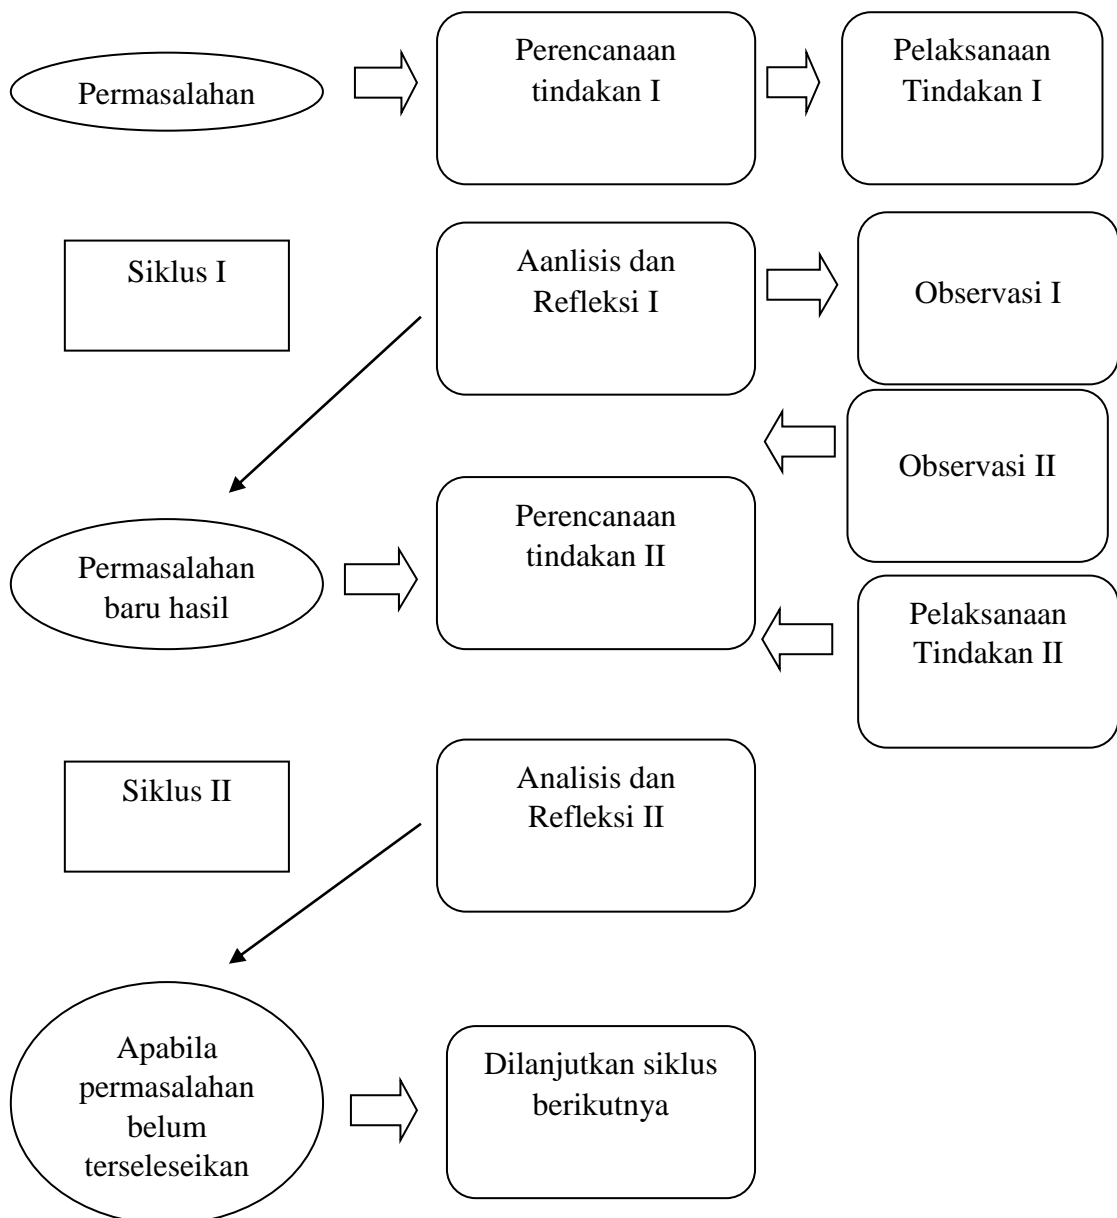 Permasalahan
Perencanaan
tindakan I
Pelaksanaan
Tindakan I
Siklus I
Aanlisis dan
Refleksi I
Observasi I
Observasi II
Permasalahan
baru hasil
Perencanaan
tindakan II
Pelaksanaan
Tindakan II
Siklus II
Analisis dan
Refleksi II
Apabila
permasalahan
belum
terseleseikan
Dilanjutkan siklus
berikutnya